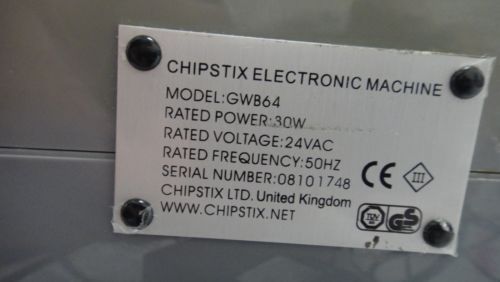 CHIPSTIX ELECTRONIC MACHINE
MODEL:GWB64
RATED POWER:30W
RATED VOLTAGE:24VAC
RATED FREQUENCY:50HZ
SERIAL NUMBER:08101748
CHIPSTIX LTD. United Kingdom
WWW.CHIPSTIX.NET
CE III
TUV GS